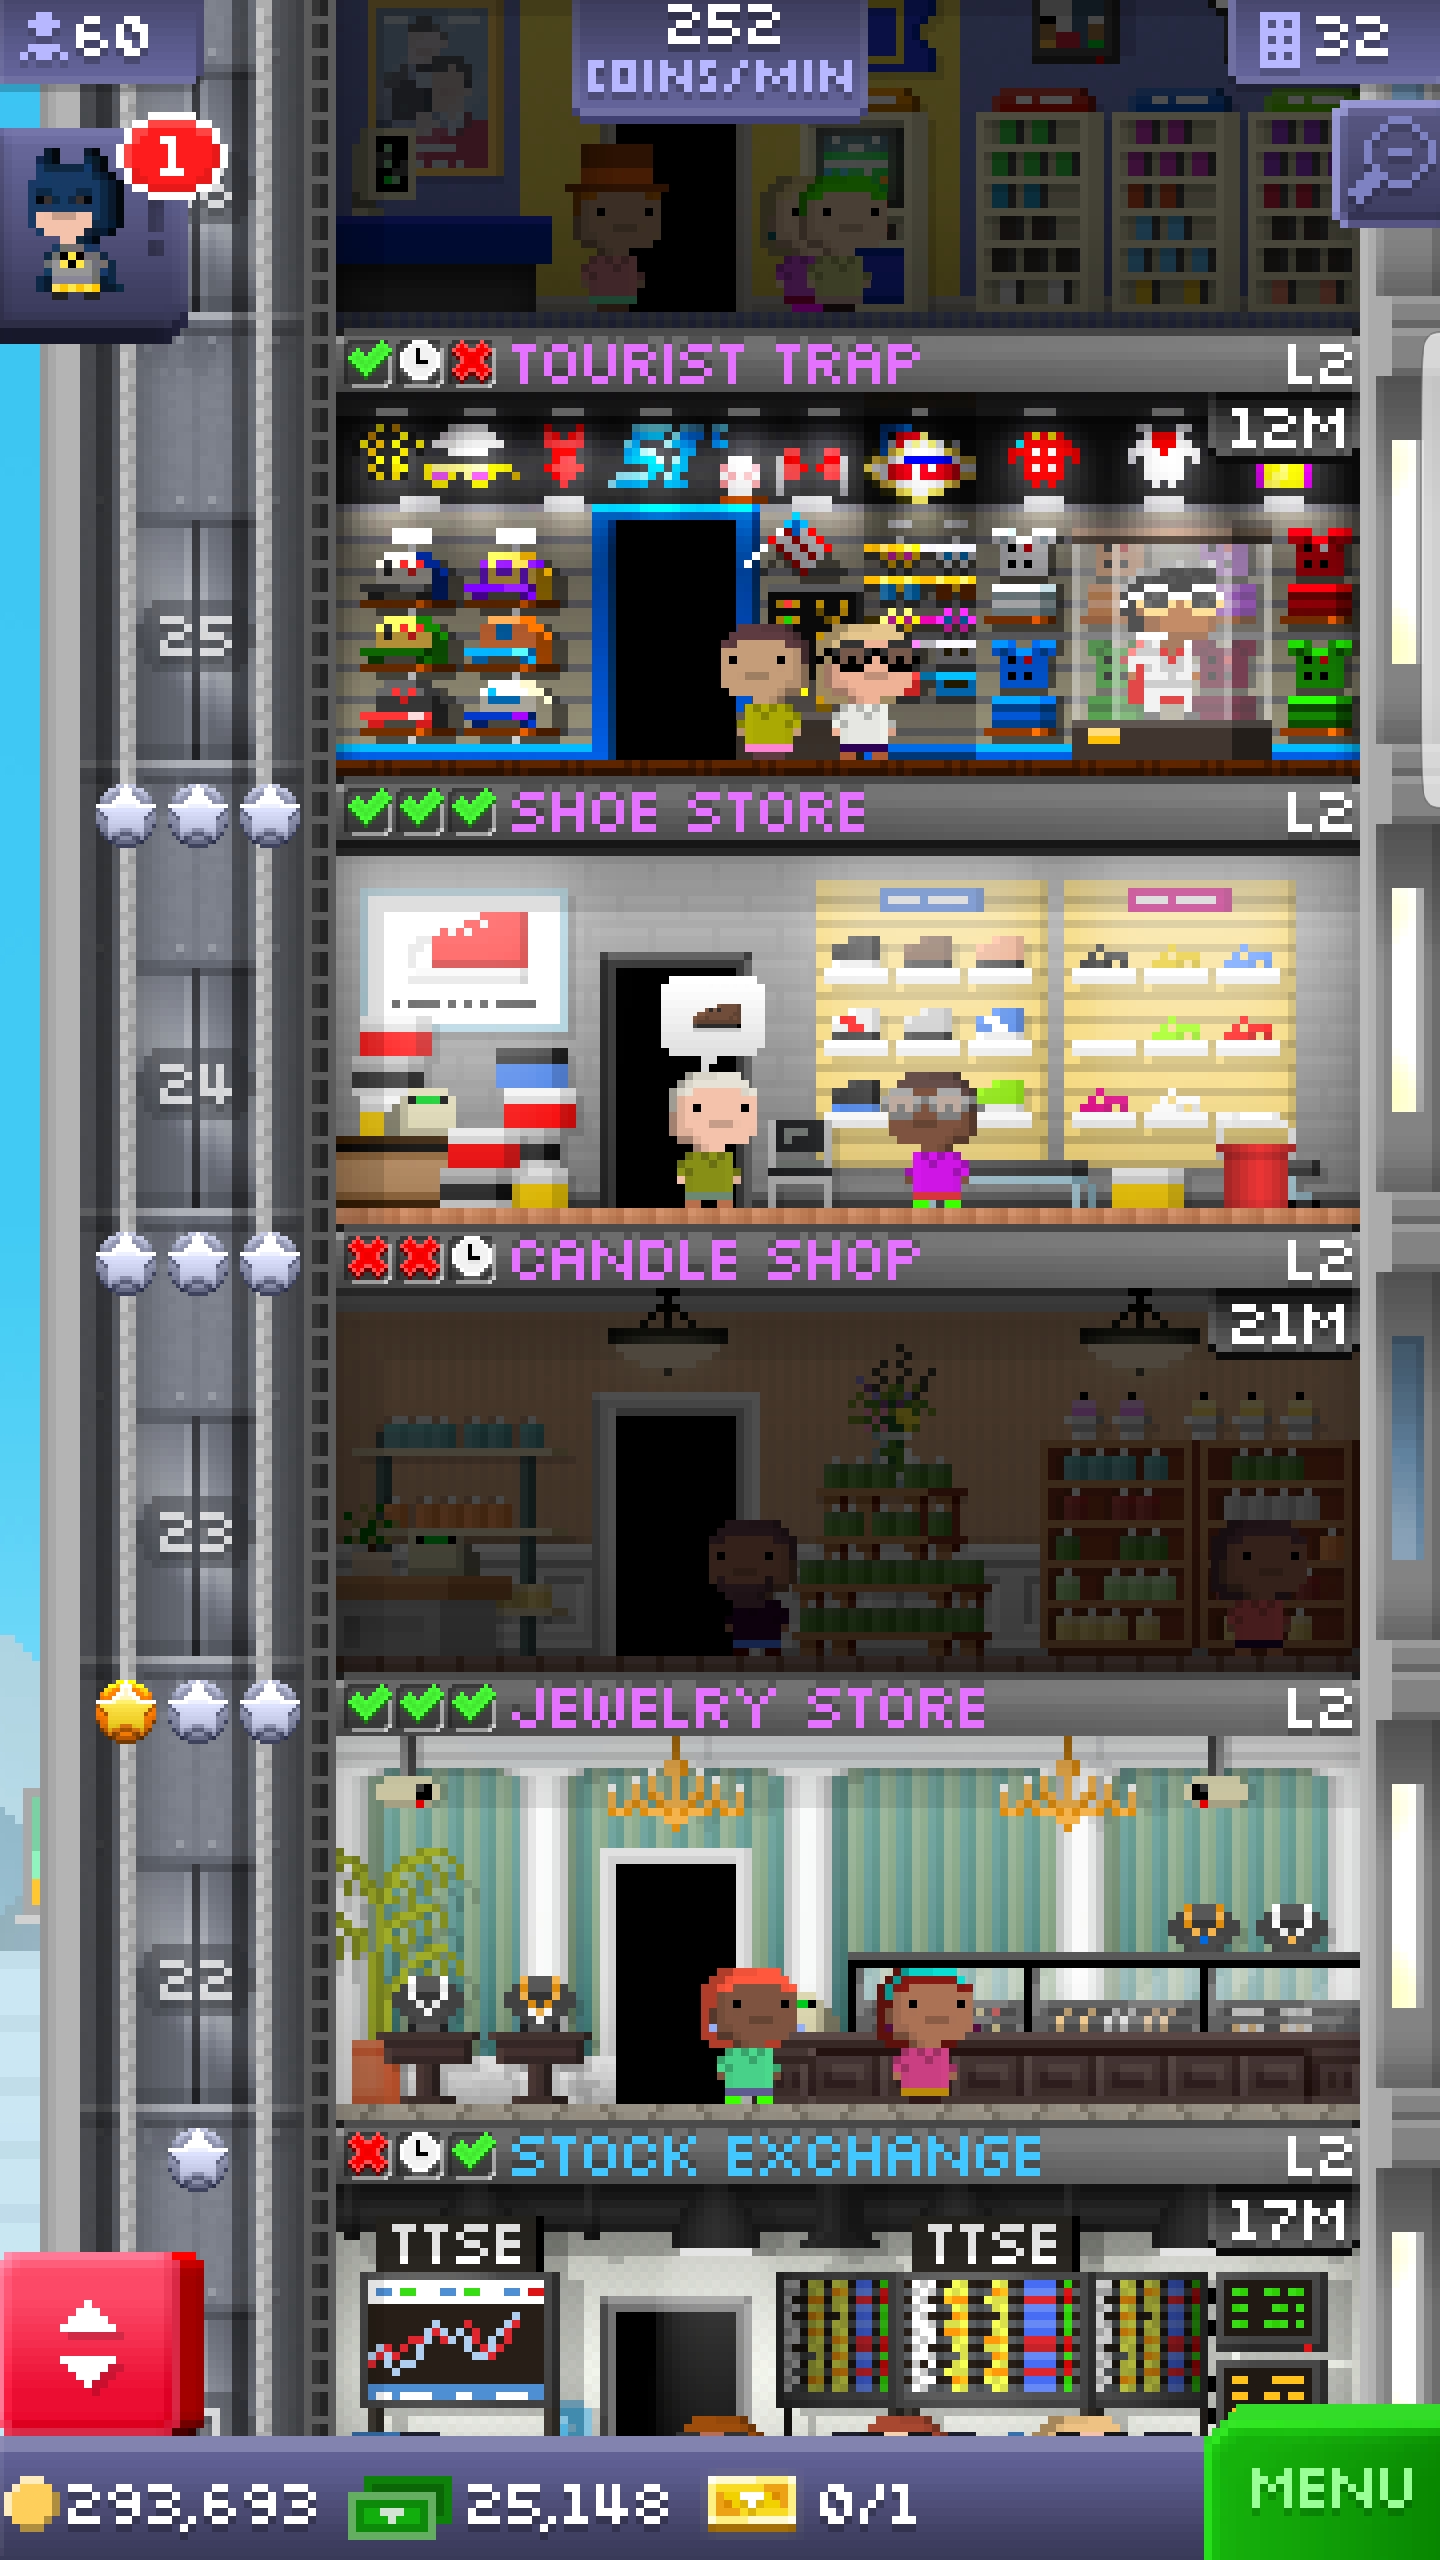 60
252
COINS/MIN
32
1
TOURIST TRAP L2
12M
25
SHOE STORE L2
24
CANDLE SHOP L2
21M
23
JEWELRY STORE L2
22
STOCK EXCHANGE L2
17M
TTSE TTSE
293,693 25,148 0/1 MENU